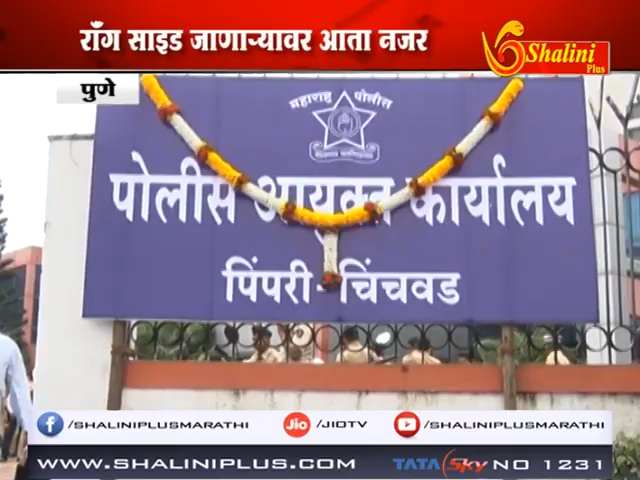 राँग साइड जाणाऱ्यावर आता नजर
Shalini
Plus
पुणे
महाराष्ट्र पोलीस
पोलीस आयुक्त कार्यालय
पिंपरी - चिंचवड
/SHALINIPLUSMARATHI
Jio /JIOTV
/SHALINIPLUSMARATHI
WWW.SHALINIPLUS.COM
TATA Sky NO 1231